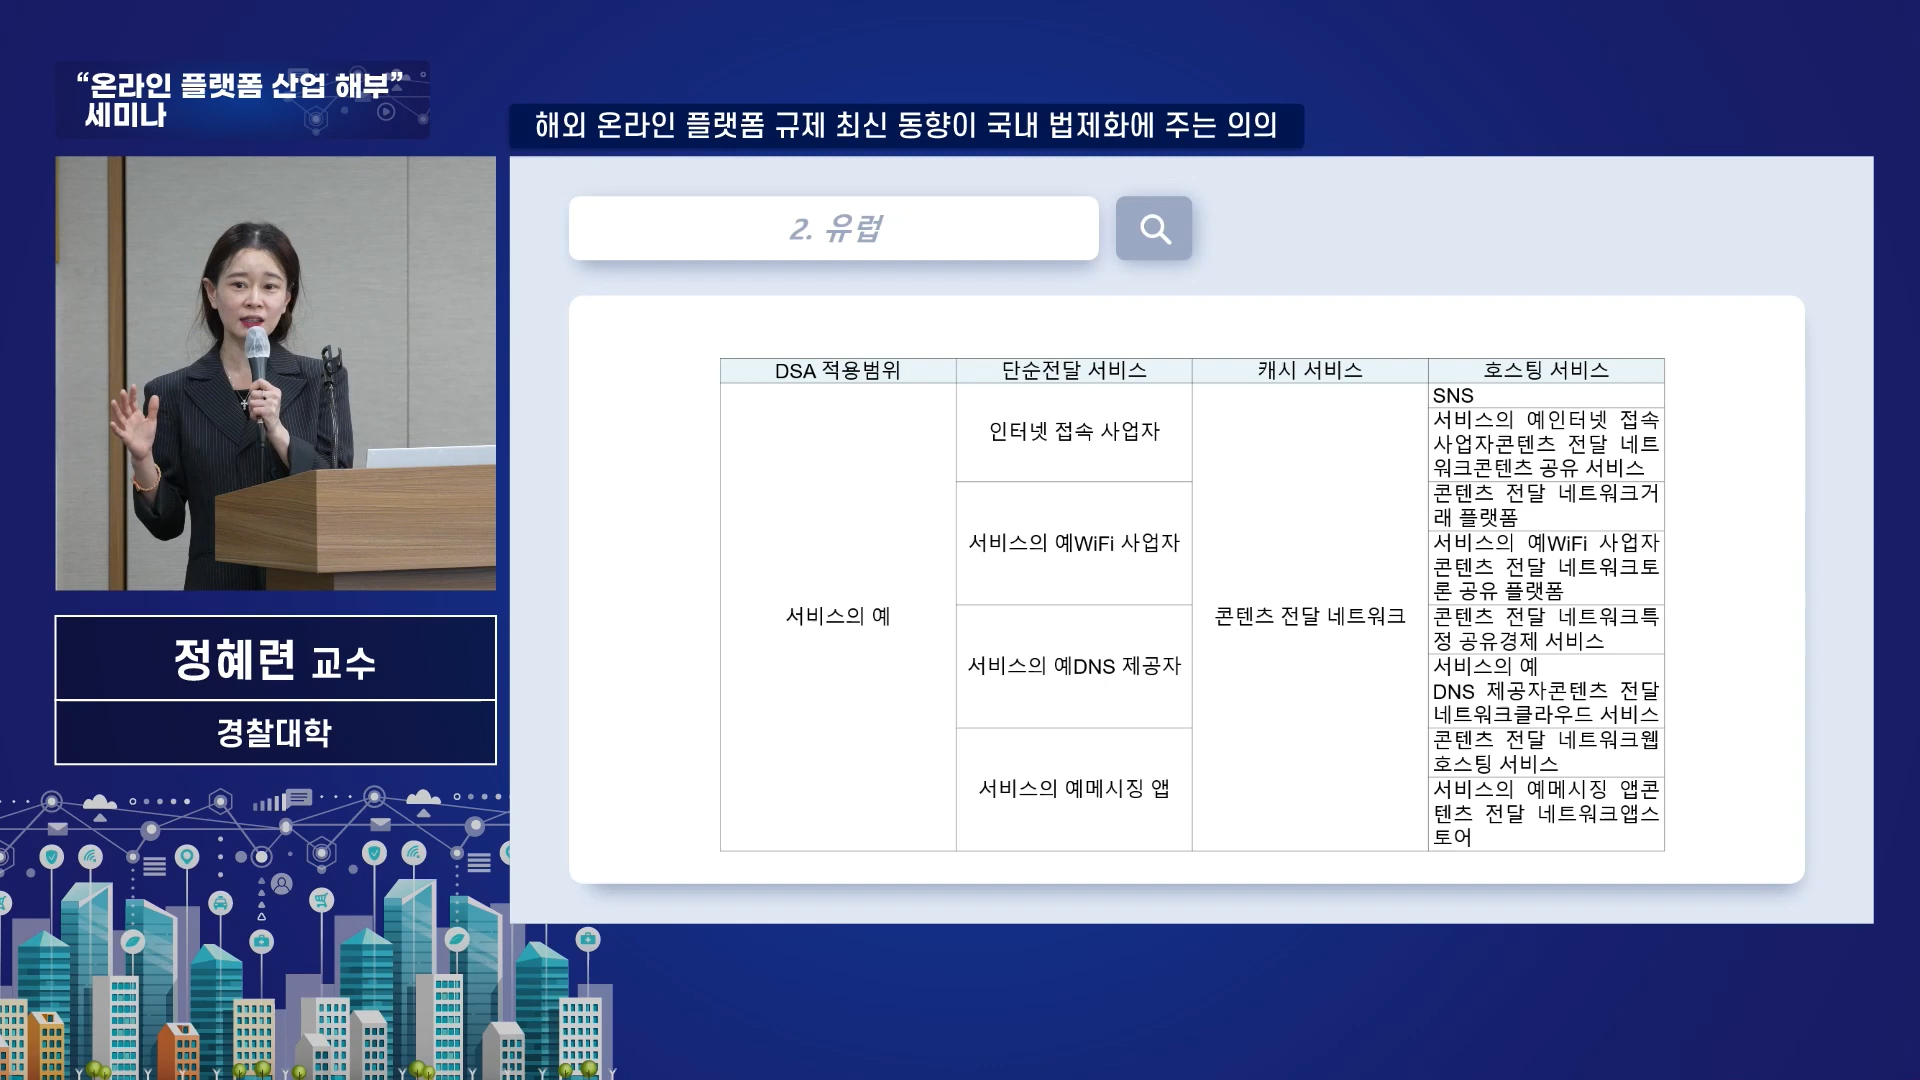 “온라인 플랫폼 산업 해부”
세미나
해외 온라인 플랫폼 규제 최신 동향이 국내 법제화에 주는 의의
2. 유럽
DSA 적용범위
단순전달 서비스
캐시 서비스
호스팅 서비스
서비스의 예
인터넷 접속 사업자
서비스의 예WiFi 사업자
서비스의 예DNS 제공자
서비스의 예메시징 앱
콘텐츠 전달 네트워크
SNS
서비스의 예인터넷 접속
사업자콘텐츠 전달 네트
워크콘텐츠 공유 서비스
콘텐츠 전달 네트워크거
래 플랫폼
서비스의 예WiFi 사업자
콘텐츠 전달 네트워크토
론 공유 플랫폼
콘텐츠 전달 네트워크특
정 공유경제 서비스
서비스의 예
DNS 제공자콘텐츠 전달
네트워크클라우드 서비스
콘텐츠 전달 네트워크웹
호스팅 서비스
서비스의 예메시징 앱콘
텐츠 전달 네트워크앱스
토어
정혜련 교수
경찰대학